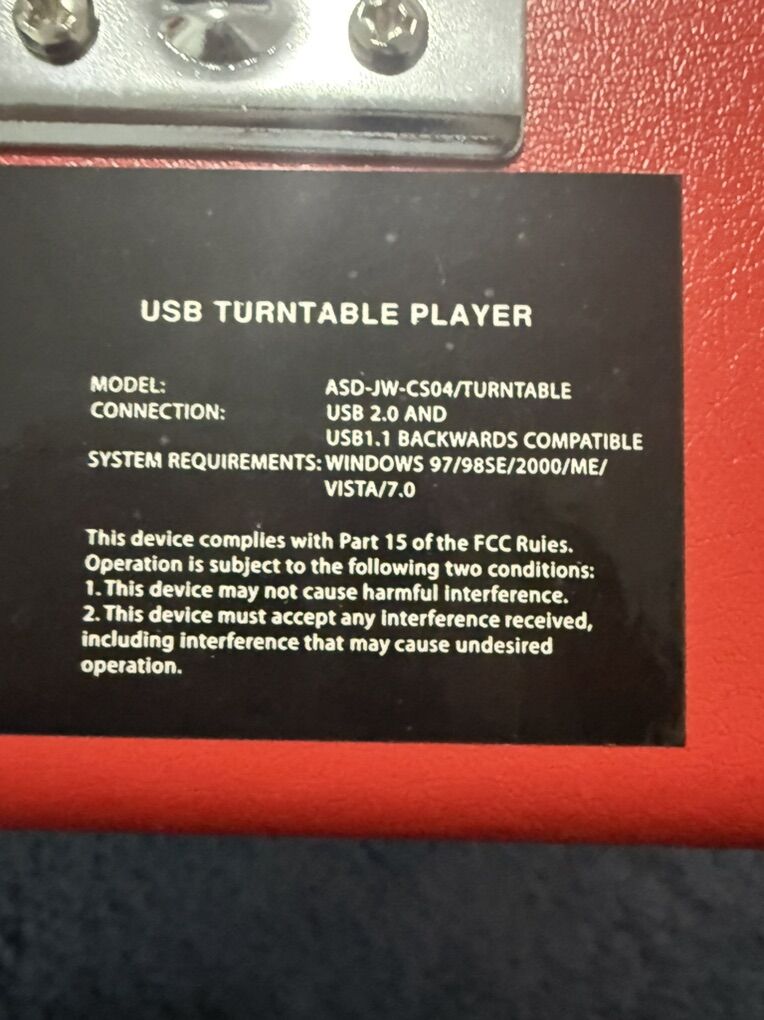 USB TURNTABLE PLAYER
MODEL: ASD-JW-CS04/TURNTABLE
CONNECTION: USB 2.0 AND
USB1.1 BACKWARDS COMPATIBLE
SYSTEM REQUIREMENTS: WINDOWS 97/98SE/2000/ME/
VISTA/7.0
This device complies with Part 15 of the FCC Ruies.
Operation is subject to the following two conditions:
1. This device may not cause harmful interference.
2. This device must accept any interference received,
including interference that may cause undesired
operation.